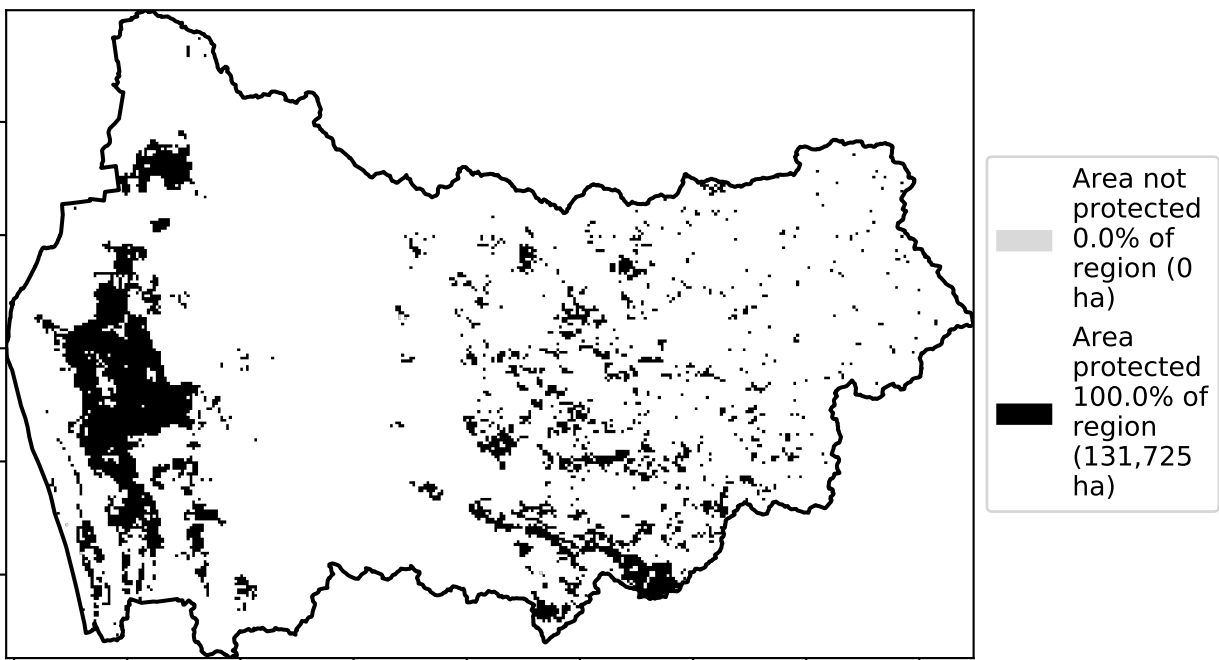 Area not
protected
0.0% of
region (0
ha)
Area
protected
100.0% of
region
(131,725
ha)